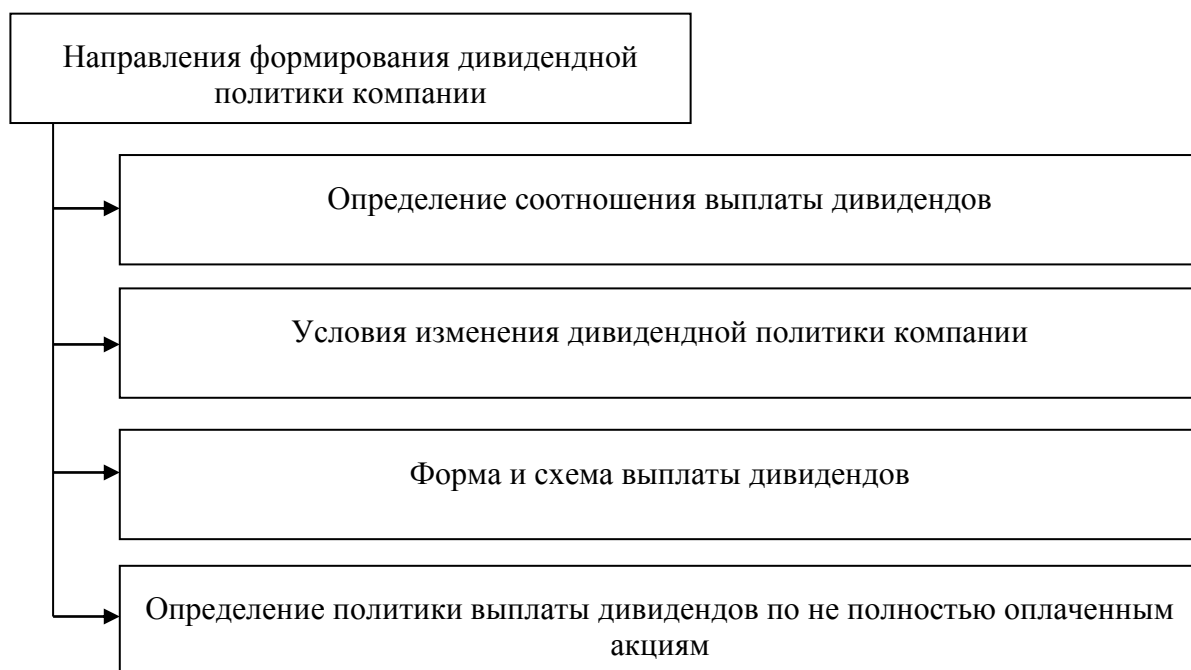 Направления формирования дивидендной
политики компании
Определение соотношения выплаты дивидендов
Условия изменения дивидендной политики компании
Форма и схема выплаты дивидендов
Определение политики выплаты дивидендов по не полностью оплаченным
акциям